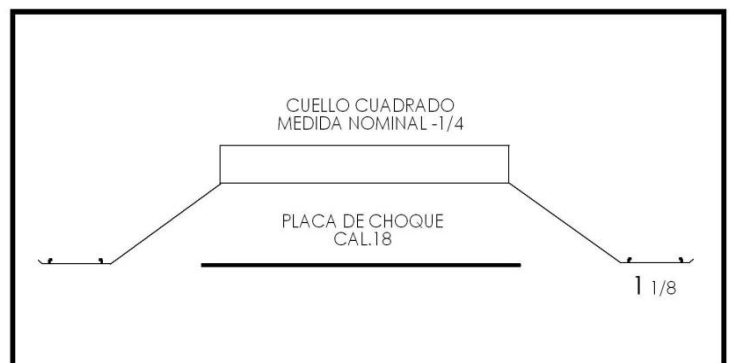 CUELLO CUADRADO
MEDIDA NOMINAL -1/4
PLACA DE CHOQUE
CAL.18
1 1/8